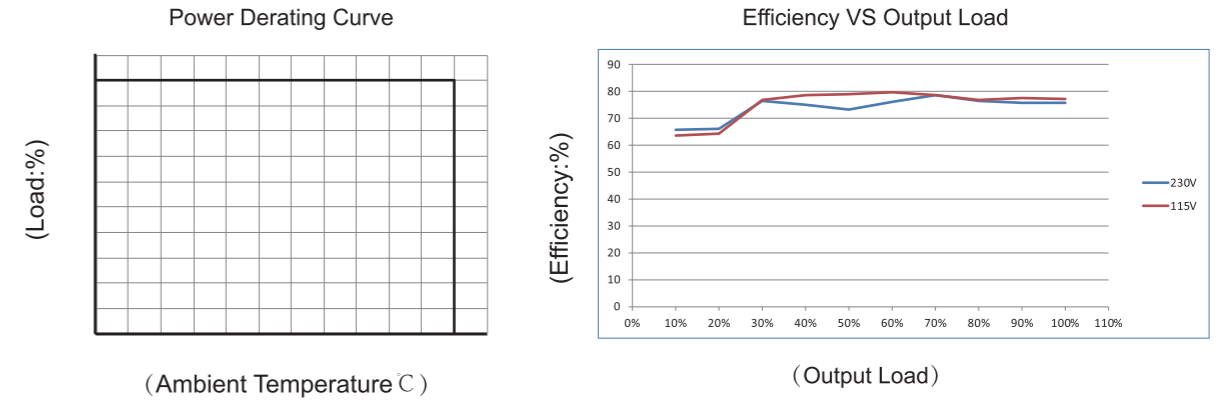 Power Derating Curve
(Load:%)
（Ambient Temperature℃）
Efficiency VS Output Load
(Efficiency:%)
90
80
70
60
50
40
30
20
10
0
0% 10% 20% 30% 40% 50% 60% 70% 80% 90% 100% 110%
230V
115V
（Output Load）